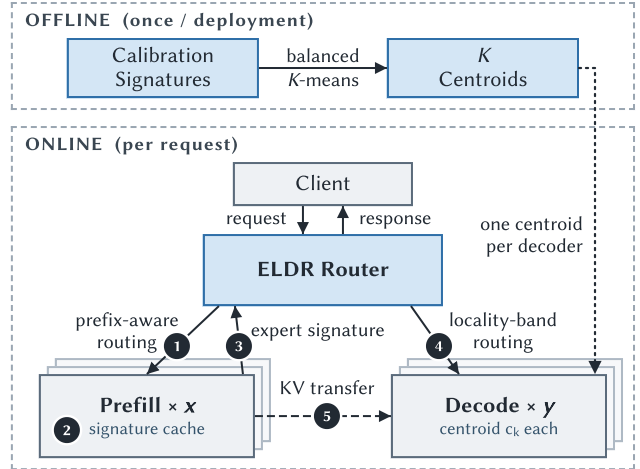 OFFLINE (once / deployment)
Calibration
Signatures
balanced
K-means
K
Centroids
ONLINE (per request)
Client
request
response
one centroid
per decoder
ELDR Router
prefix-aware
routing
1
3
expert signature
locality-band
routing
4
Prefill × x
2
signature cache
KV transfer
5
Decode × y
centroid cₖ each